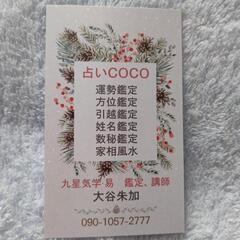 占いCOCO
運勢鑑定
方位鑑定
引越鑑定
姓名鑑定
数秘鑑定
家相風水
九星気学 易 鑑定、講師
大谷朱加
090-1057-2777